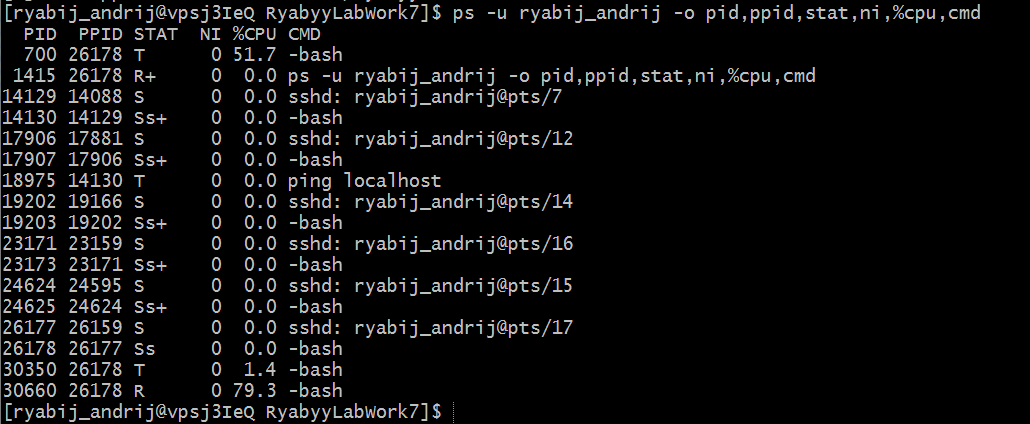 [ryabij_andrij@vpsj3IeQ RyabyyLabWork7]$ ps -u ryabij_andrij -o pid,ppid,stat,ni,%cpu,cmd
  PID  PPID STAT  NI %CPU CMD
  700 26178 T      0 51.7 -bash
 1415 26178 R+     0  0.0 ps -u ryabij_andrij -o pid,ppid,stat,ni,%cpu,cmd
14129 14088 S      0  0.0 sshd: ryabij_andrij@pts/7
14130 14129 Ss+    0  0.0 -bash
17906 17881 S      0  0.0 sshd: ryabij_andrij@pts/12
17907 17906 Ss+    0  0.0 -bash
18975 14130 T      0  0.0 ping localhost
19202 19166 S      0  0.0 sshd: ryabij_andrij@pts/14
19203 19202 Ss+    0  0.0 -bash
23171 23159 S      0  0.0 sshd: ryabij_andrij@pts/16
23173 23171 Ss+    0  0.0 -bash
24624 24595 S      0  0.0 sshd: ryabij_andrij@pts/15
24625 24624 Ss+    0  0.0 -bash
26177 26159 S      0  0.0 sshd: ryabij_andrij@pts/17
26178 26177 Ss     0  0.0 -bash
30350 26178 T      0  1.4 -bash
30660 26178 R      0 79.3 -bash
[ryabij_andrij@vpsj3IeQ RyabyyLabWork7]$